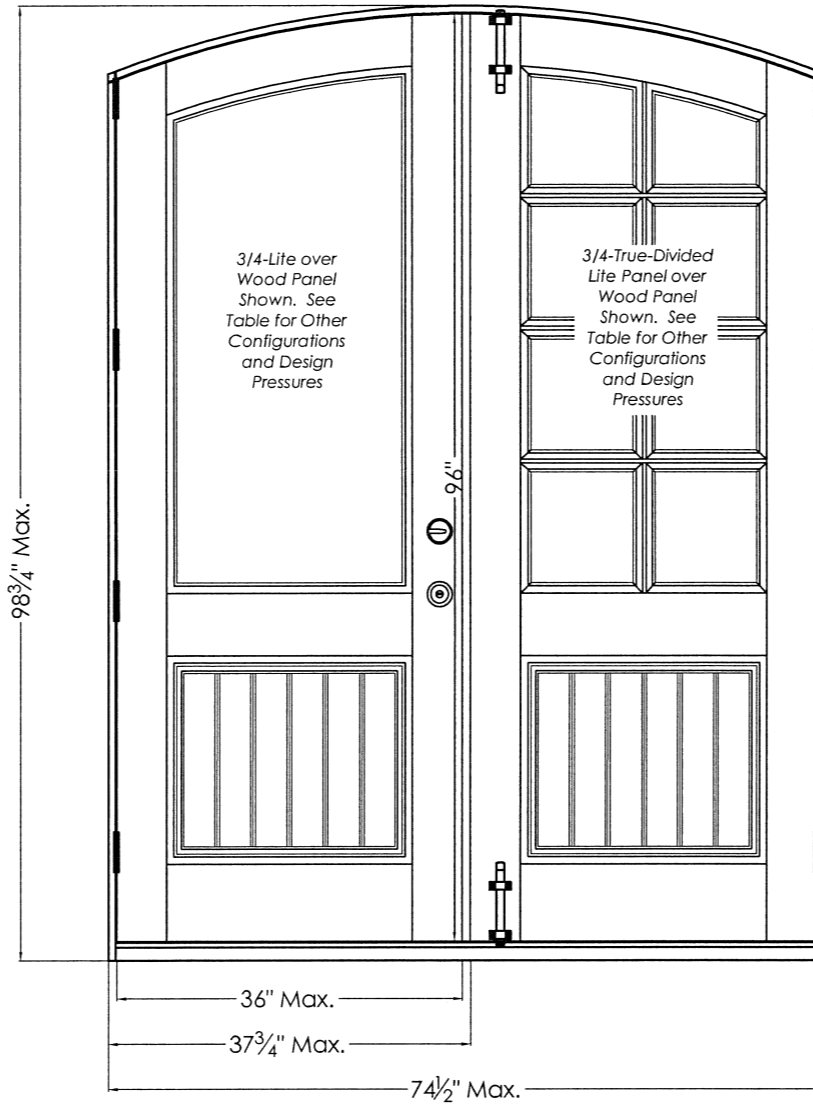 3/4-Lite over
Wood Panel
Shown. See
Table for Other
Configurations
and Design
Pressures
3/4-True-Divided
Lite Panel over
Wood Panel
Shown. See
Table for Other
Configurations
and Design
Pressures
96"
98¾" Max.
36" Max.
37¾" Max.
74½" Max.